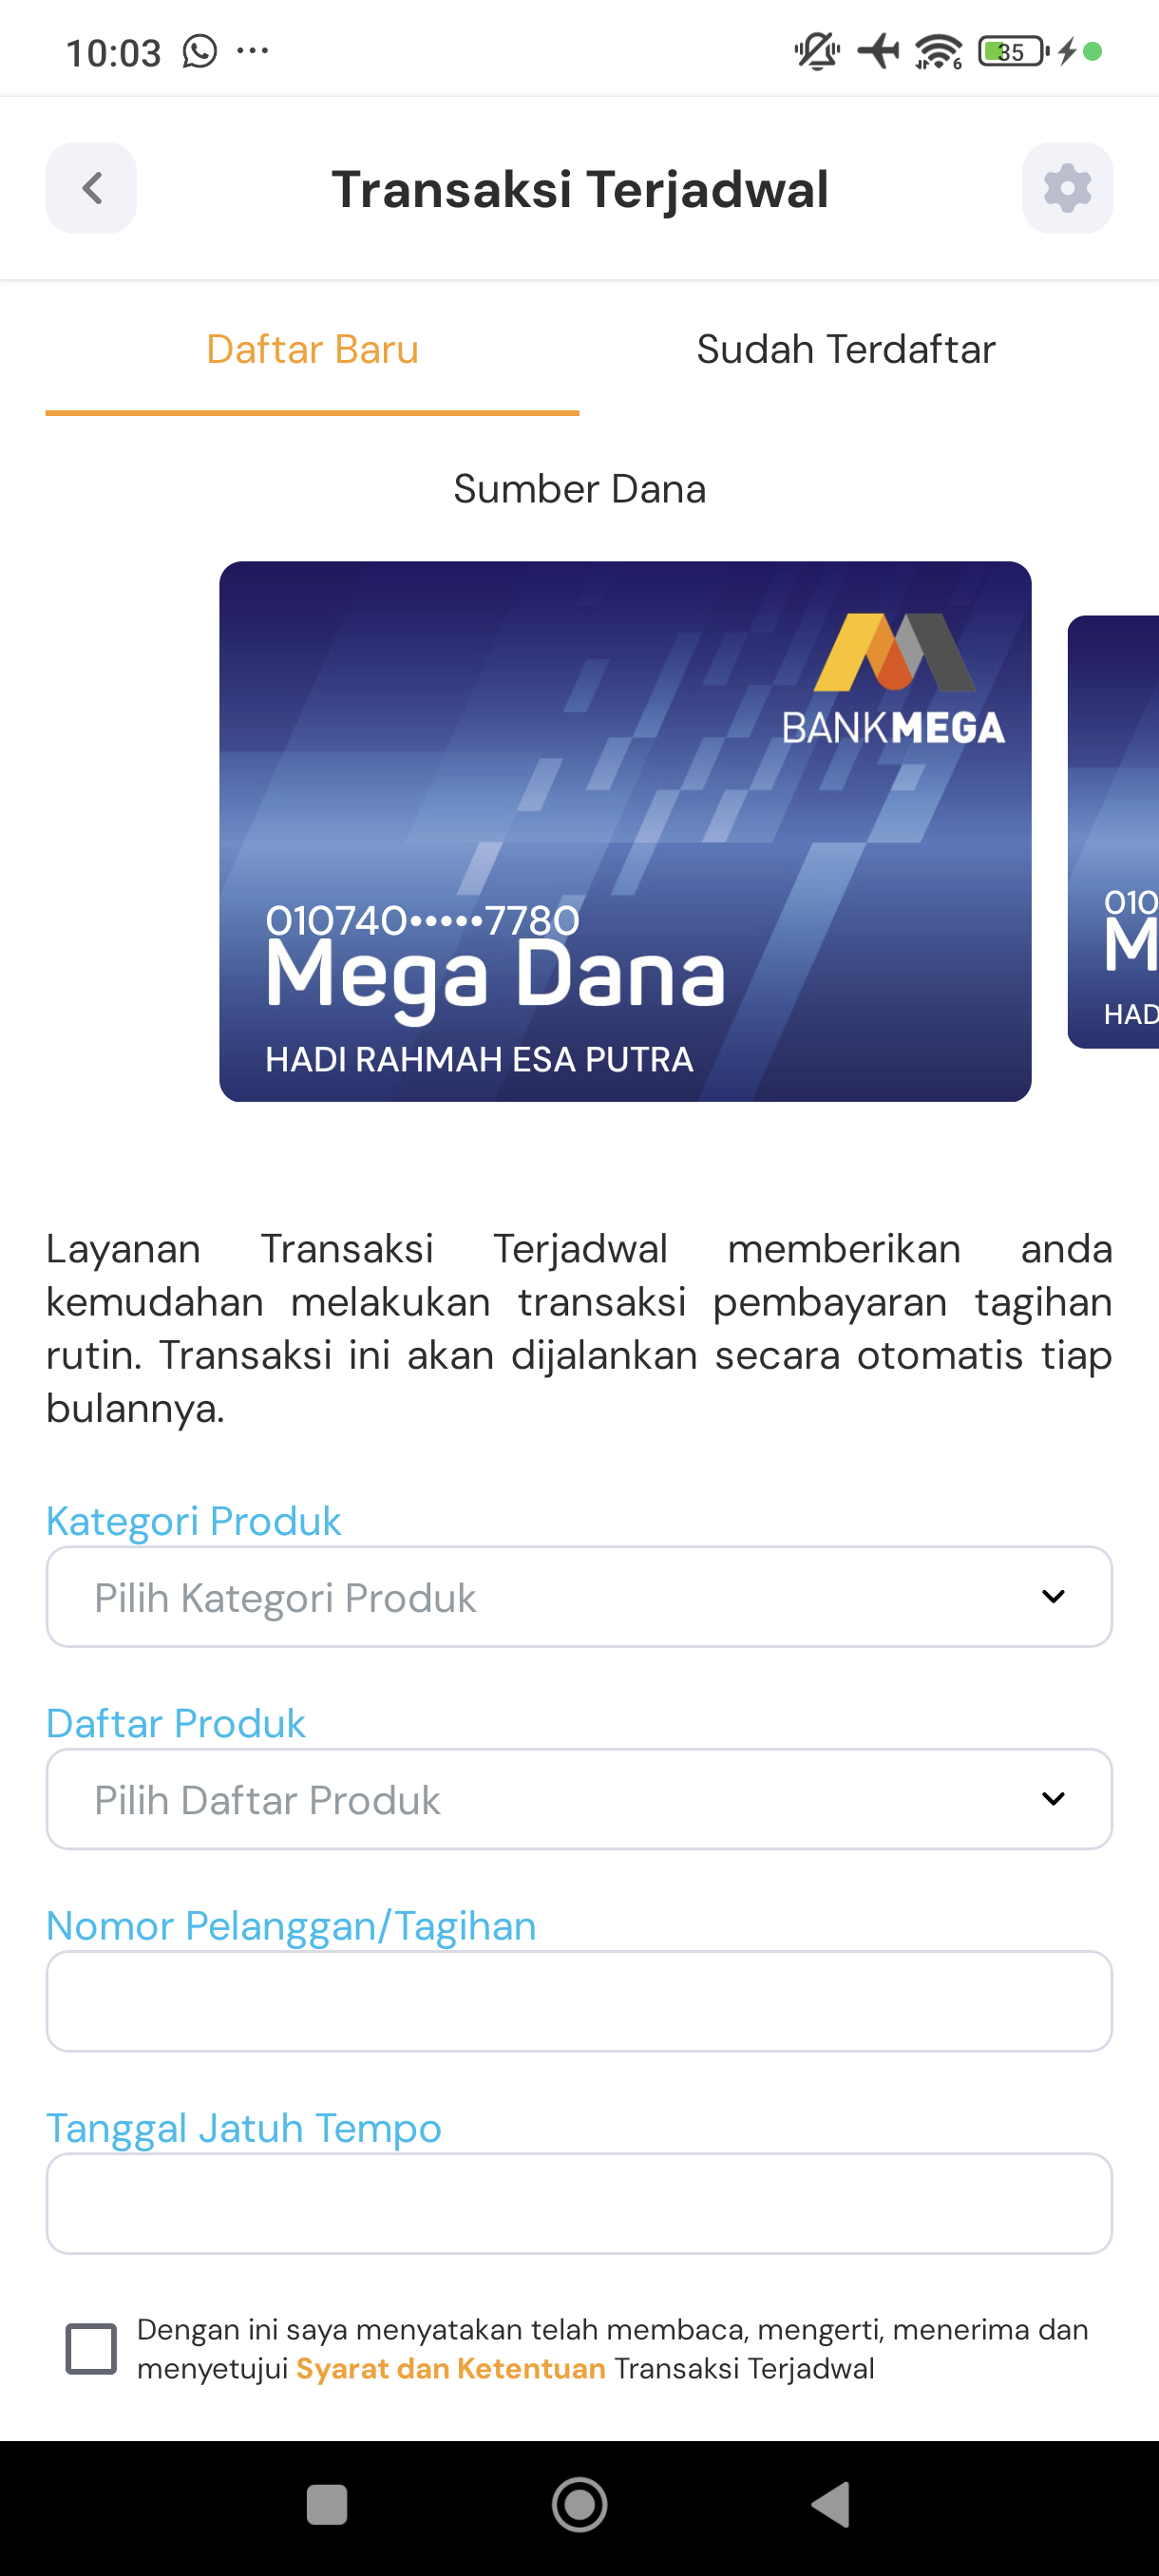 10:03
35
Transaksi Terjadwal
Daftar Baru
Sudah Terdaftar
Sumber Dana
BANKMEGA
010740•••••7780
Mega Dana
HADI RAHMAH ESA PUTRA
010
M
HAD
Layanan Transaksi Terjadwal memberikan anda
kemudahan melakukan transaksi pembayaran tagihan
rutin. Transaksi ini akan dijalankan secara otomatis tiap
bulannya.
Kategori Produk
Pilih Kategori Produk
Daftar Produk
Pilih Daftar Produk
Nomor Pelanggan/Tagihan
Tanggal Jatuh Tempo
Dengan ini saya menyatakan telah membaca, mengerti, menerima dan
menyetujui Syarat dan Ketentuan Transaksi Terjadwal